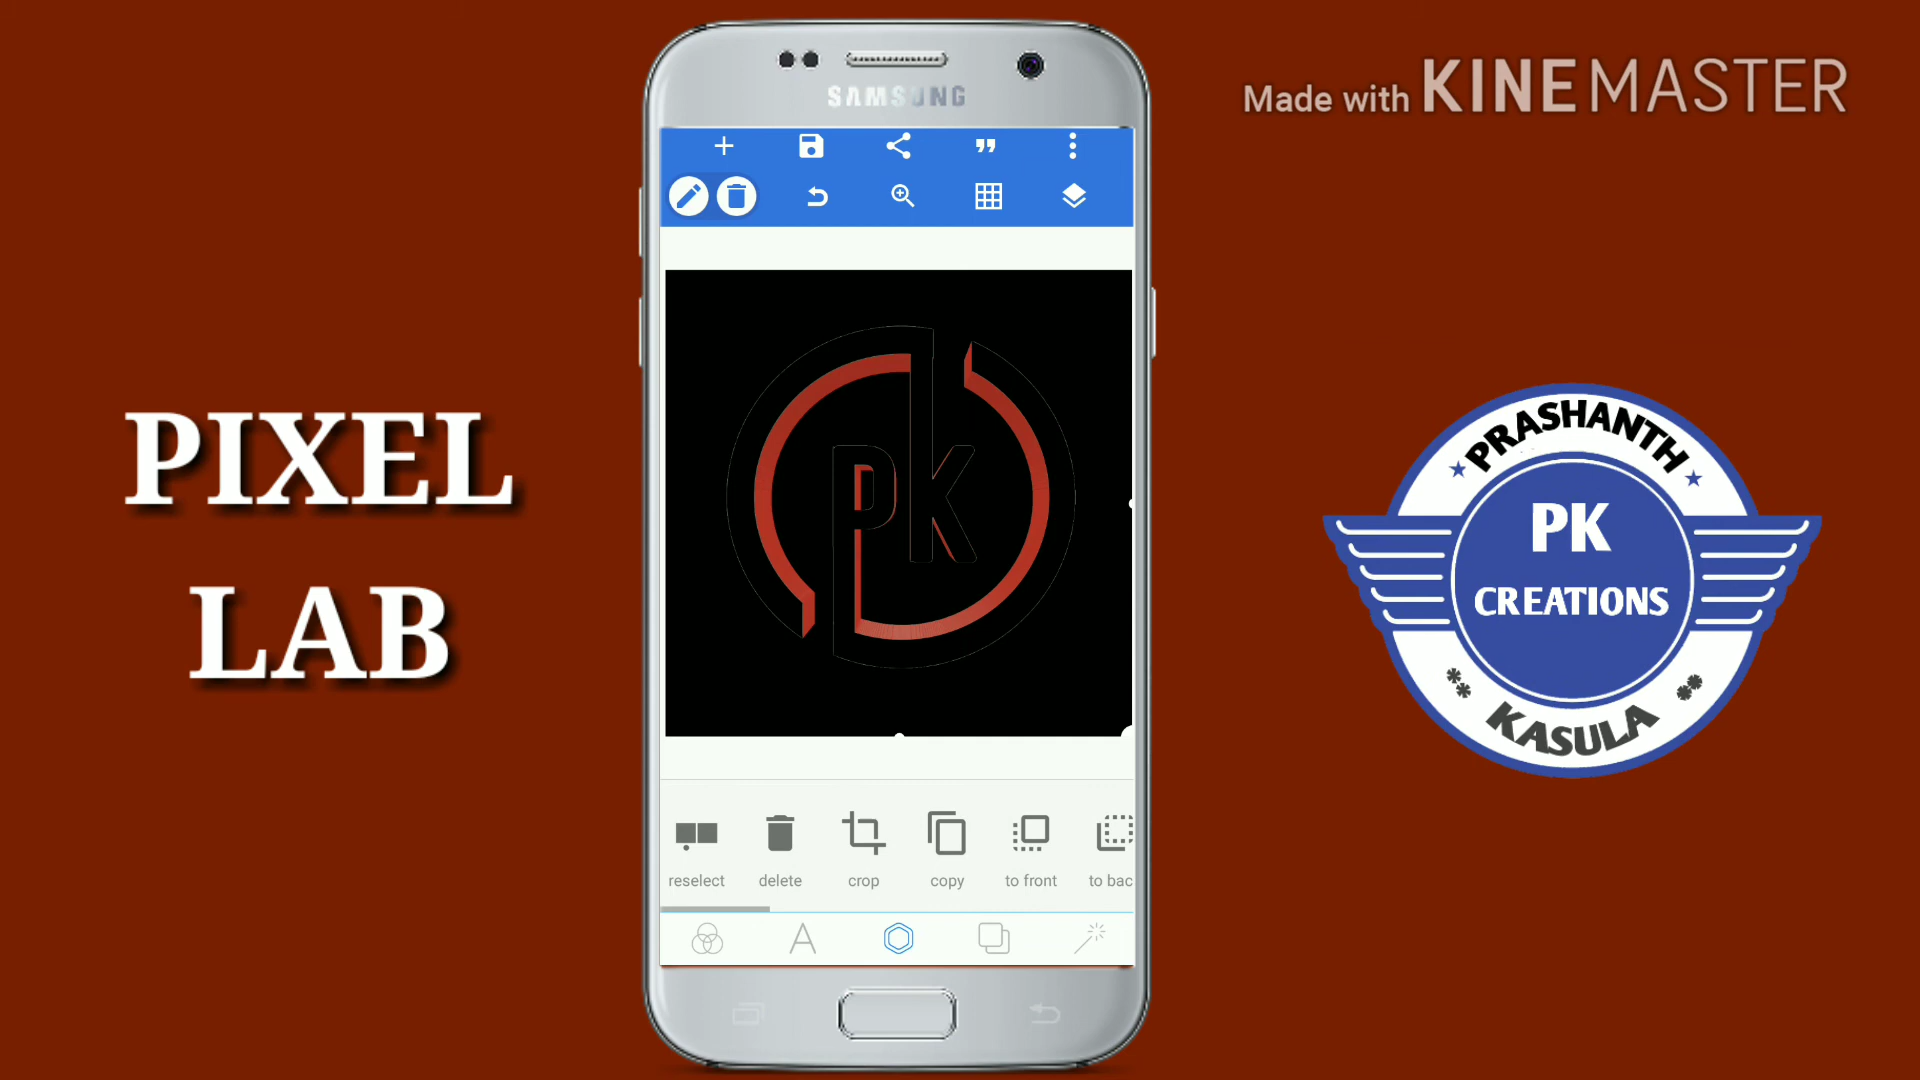 Made with KINEMASTER
SAMSUNG
PIXEL
LAB
PK
reselect
delete
crop
copy
to front
to bac
PRASHANTH
PK
CREATIONS
KASULA